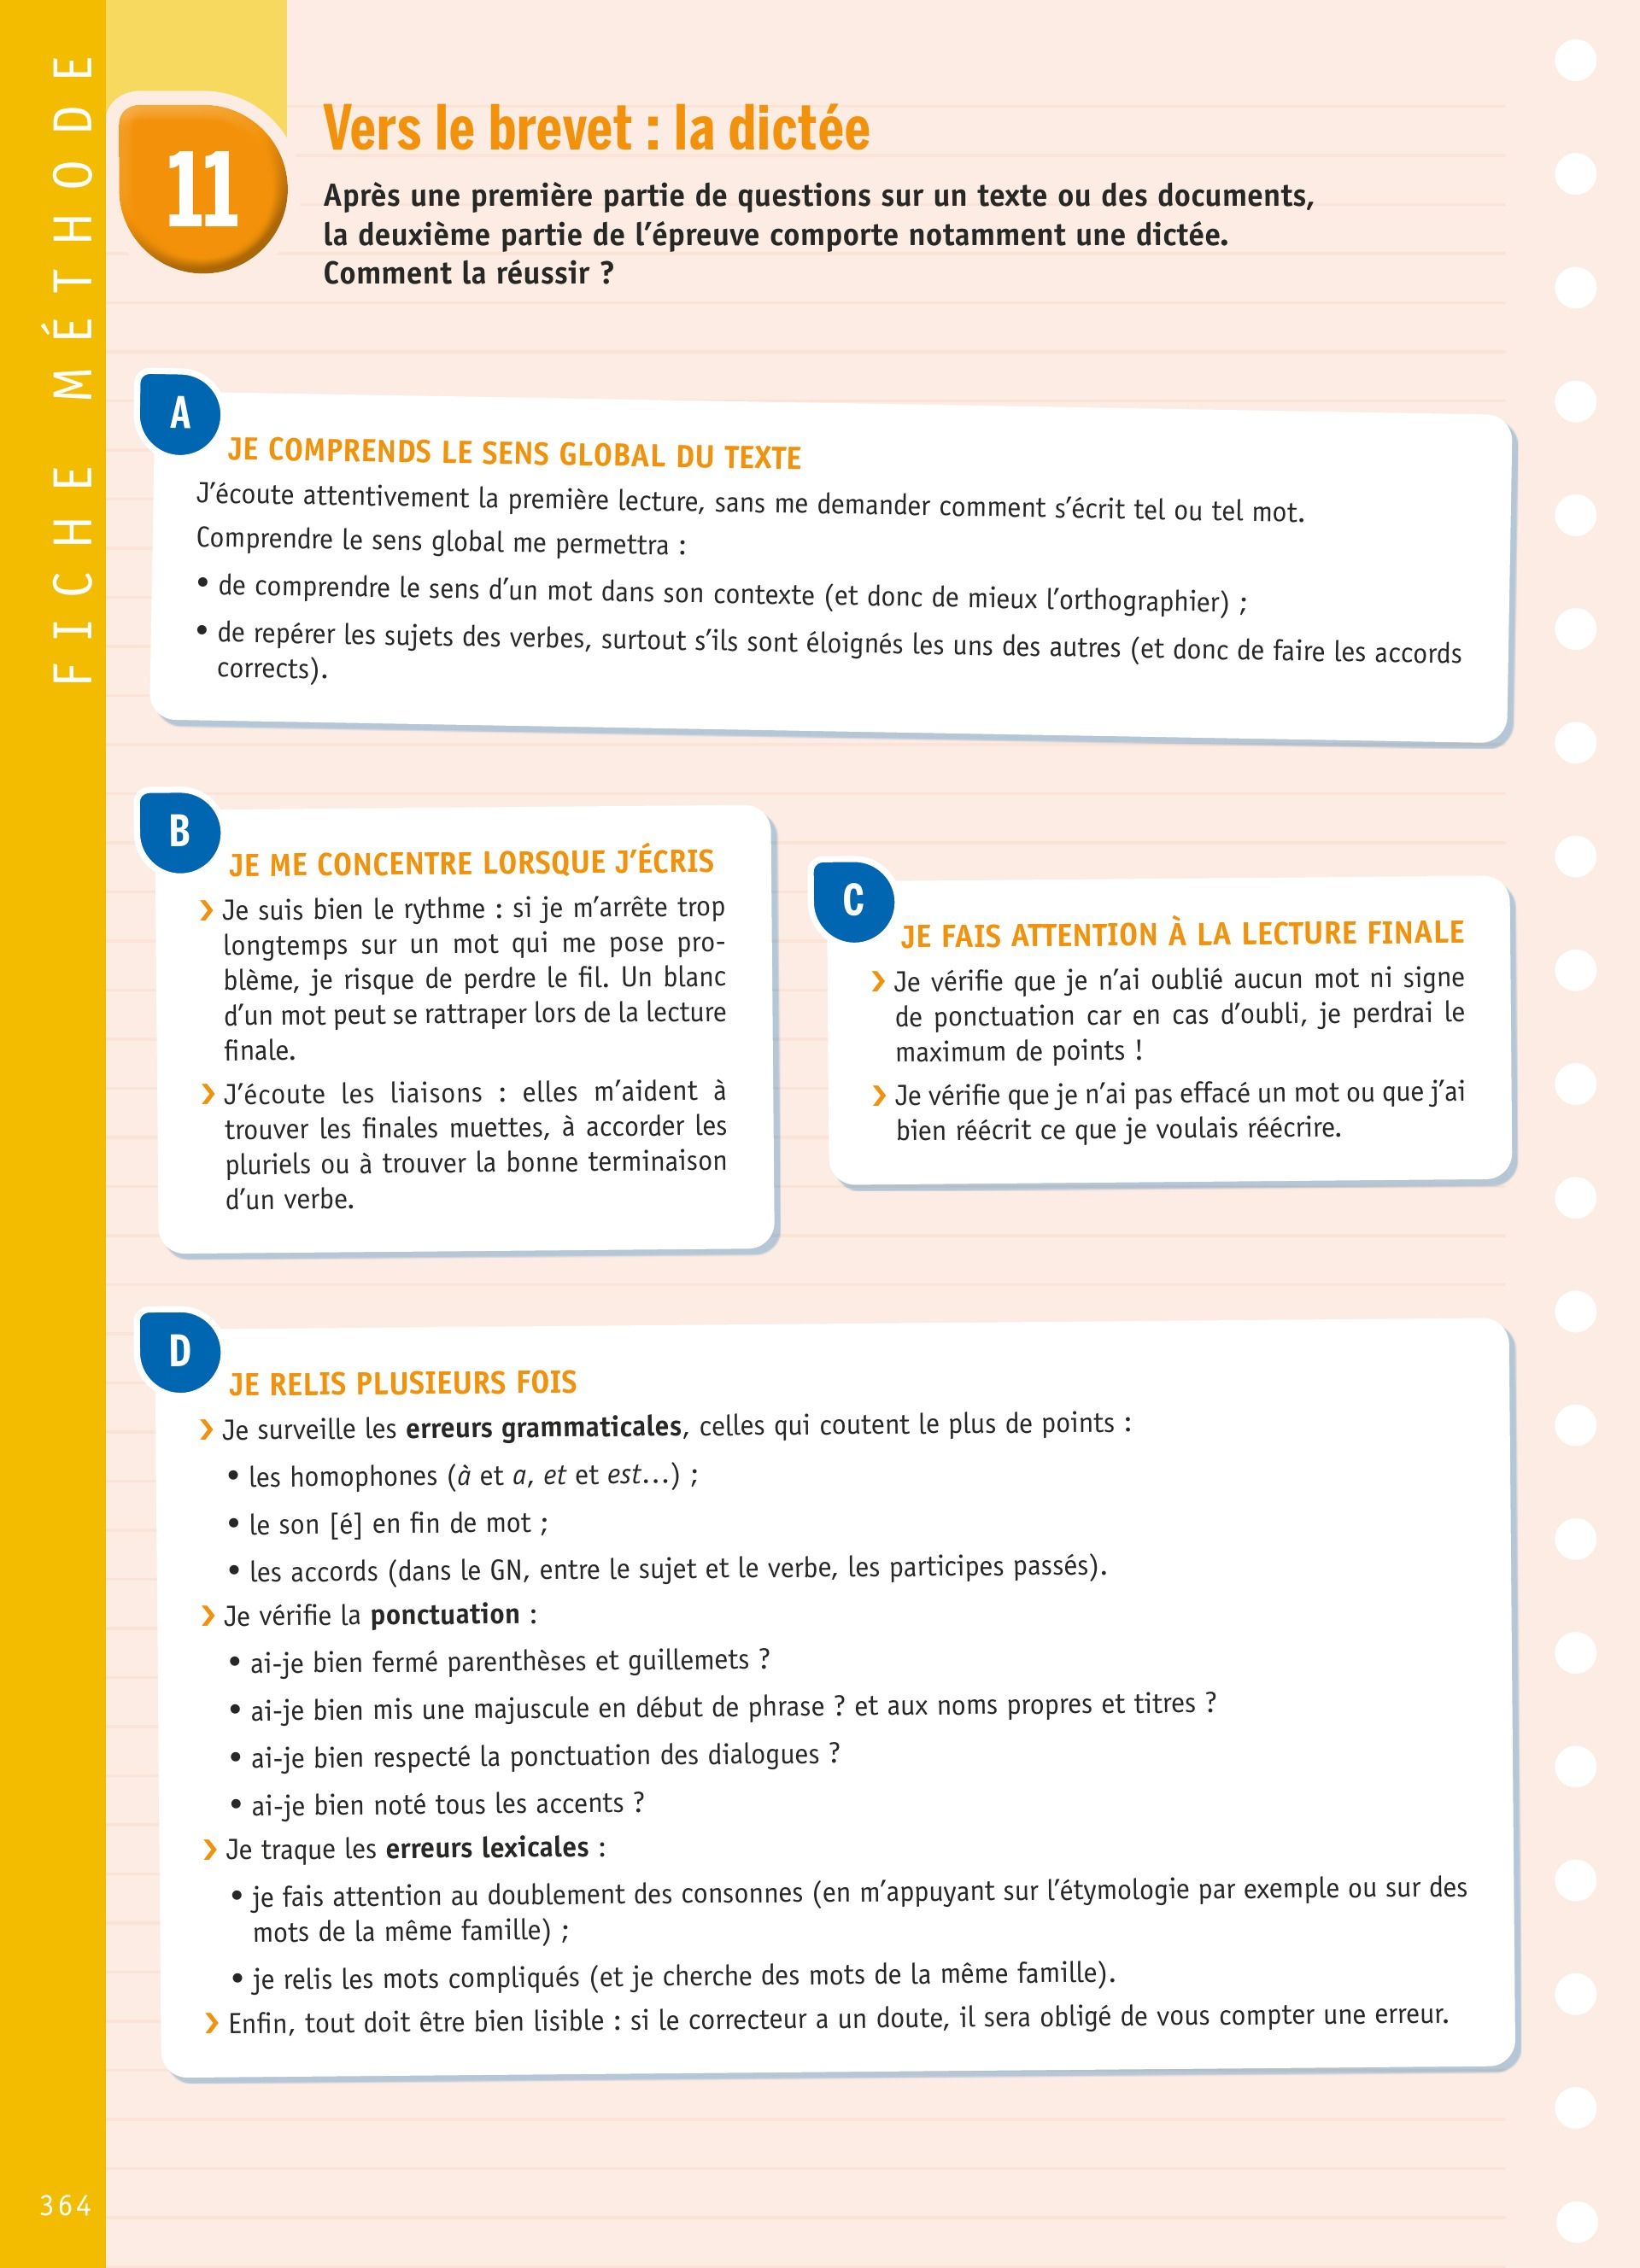 FICHE MÉTHODE
11
Vers le brevet : la dictée
Après une première partie de questions sur un texte ou des documents,
la deuxième partie de l'épreuve comporte notamment une dictée.
Comment la réussir ?
A
JE COMPRENDS LE SENS GLOBAL DU TEXTE
J'écoute attentivement la première lecture, sans me demander comment s'écrit tel ou tel mot.
Comprendre le sens global me permettra :
• de comprendre le sens d'un mot dans son contexte (et donc de mieux l'orthographier) ;
• de repérer les sujets des verbes, surtout s'ils sont éloignés les uns des autres (et donc de faire les accords
corrects).
B
JE ME CONCENTRE LORSQUE J'ÉCRIS
❯ Je suis bien le rythme : si je m'arrête trop
longtemps sur un mot qui me pose pro-
blème, je risque de perdre le fil. Un blanc
d'un mot peut se rattraper lors de la lecture
finale.
❯ J'écoute les liaisons : elles m'aident à
trouver les finales muettes, à accorder les
pluriels ou à trouver la bonne terminaison
d'un verbe.
C
JE FAIS ATTENTION À LA LECTURE FINALE
❯ Je vérifie que je n'ai oublié aucun mot ni signe
de ponctuation car en cas d'oubli, je perdrai le
maximum de points !
❯ Je vérifie que je n'ai pas effacé un mot ou que j'ai
bien réécrit ce que je voulais réécrire.
D
JE RELIS PLUSIEURS FOIS
❯ Je surveille les erreurs grammaticales, celles qui coutent le plus de points :
• les homophones (à et a, et et est...) ;
• le son [é] en fin de mot ;
• les accords (dans le GN, entre le sujet et le verbe, les participes passés).
❯ Je vérifie la ponctuation :
• ai-je bien fermé parenthèses et guillemets ?
• ai-je bien mis une majuscule en début de phrase ? et aux noms propres et titres ?
• ai-je bien respecté la ponctuation des dialogues ?
• ai-je bien noté tous les accents ?
❯ Je traque les erreurs lexicales :
• je fais attention au doublement des consonnes (en m'appuyant sur l'étymologie par exemple ou sur des
mots de la même famille) ;
• je relis les mots compliqués (et je cherche des mots de la même famille).
❯ Enfin, tout doit être bien lisible : si le correcteur a un doute, il sera obligé de vous compter une erreur.
364